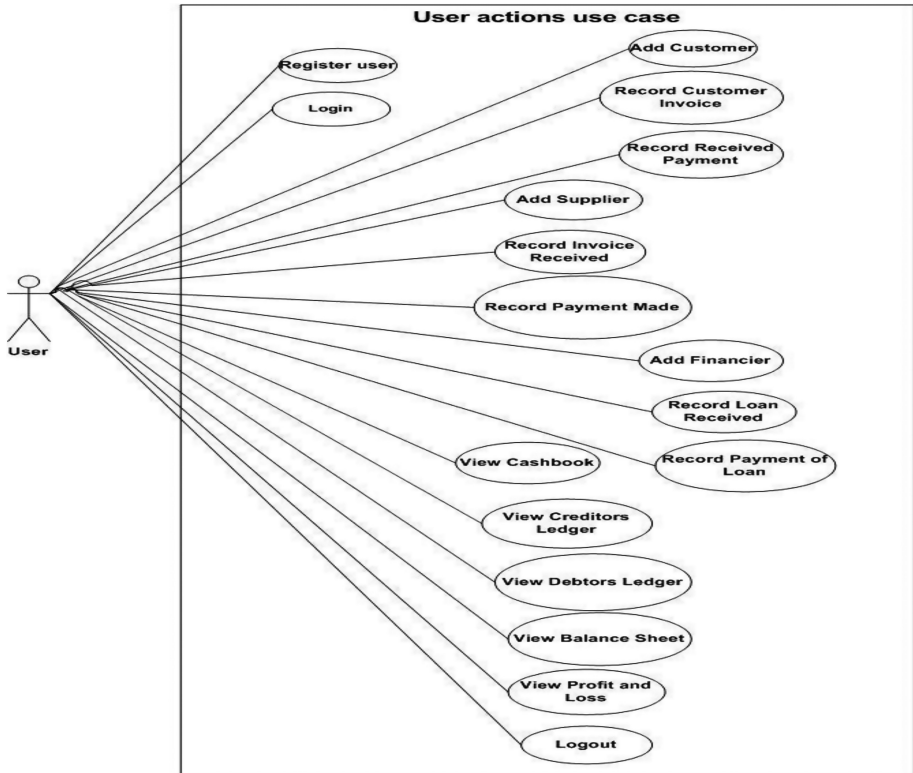 User actions use case
Register user
Login
Add Customer
Record Customer
Invoice
Record Received
Payment
Add Supplier
Record Invoice
Received
Record Payment Made
User
Add Financier
Record Loan
Received
Record Payment of
Loan
View Cashbook
View Creditors
Ledger
View Debtors Ledger
View Balance Sheet
View Profit and
Loss
Logout